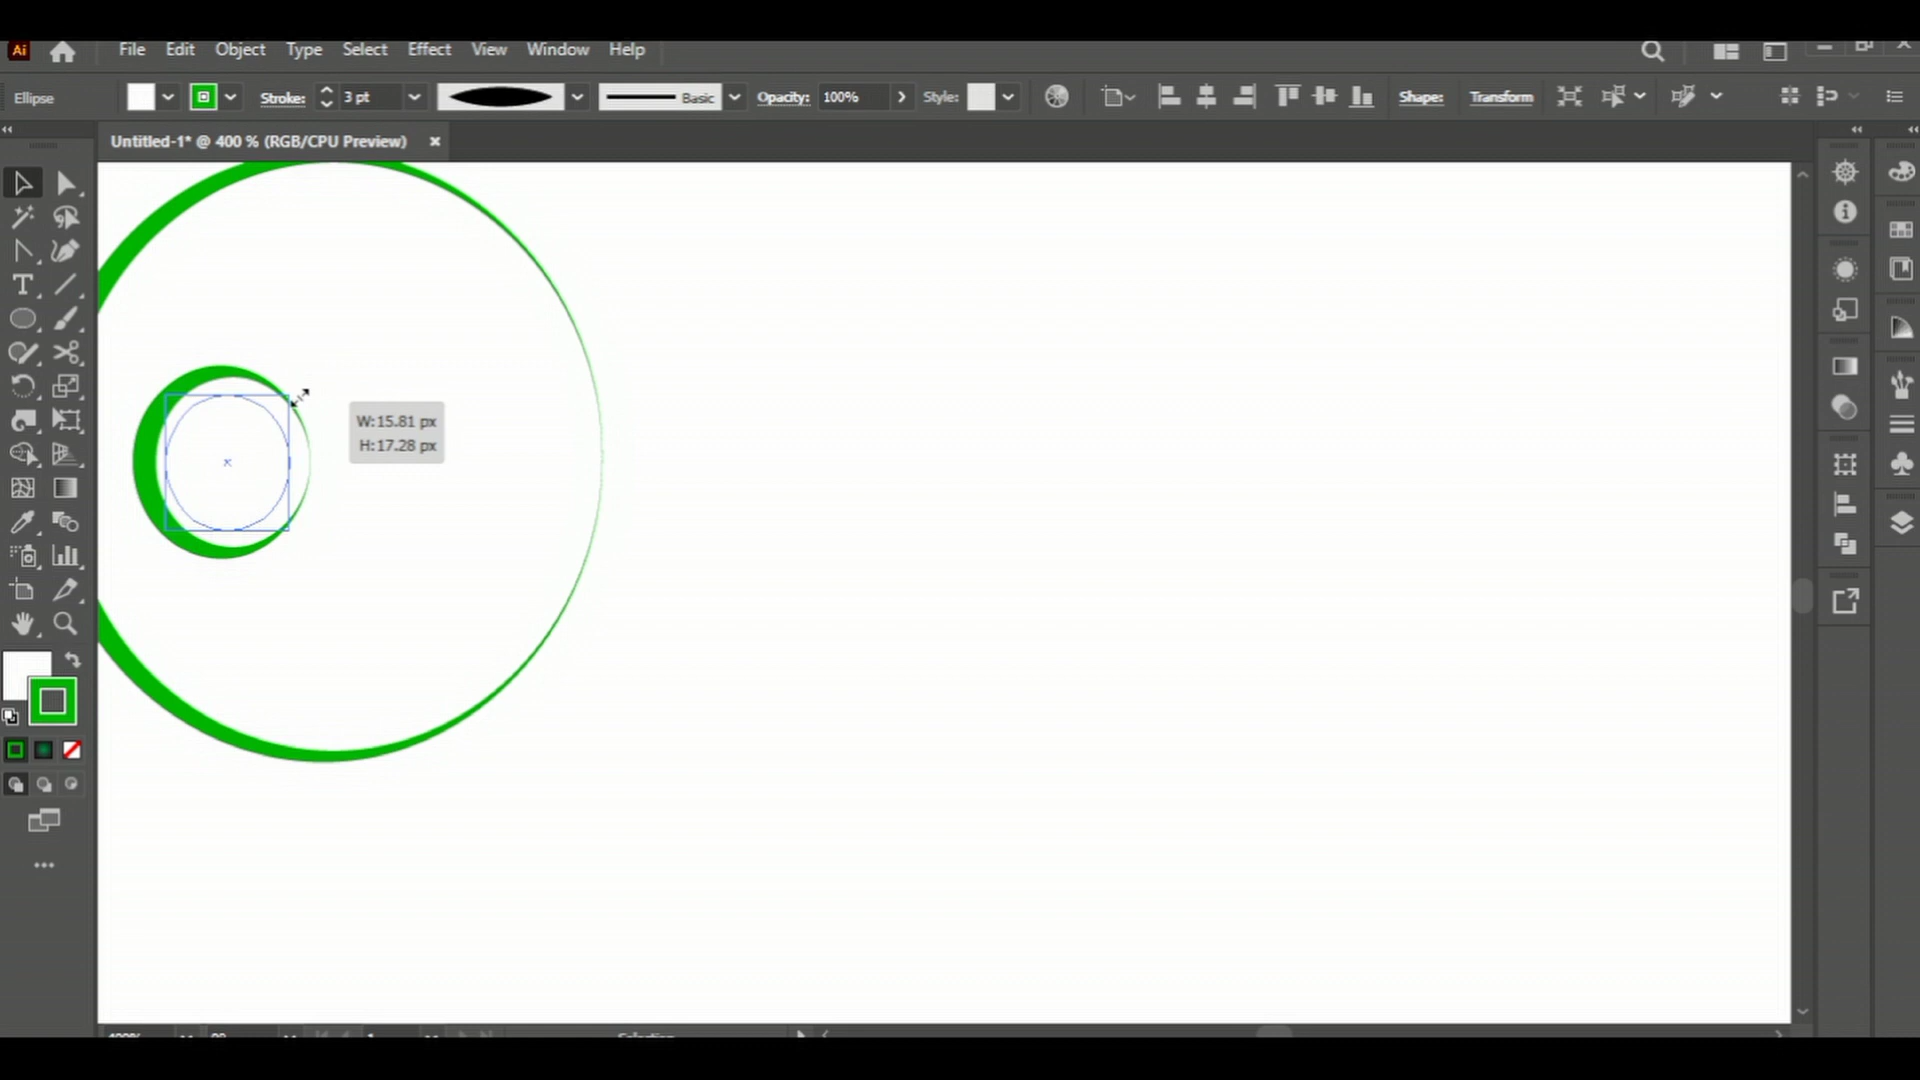 Ai File Edit Object Type Select Effect View Window Help
Ellipse Stroke: 3 pt Basic Opacity: 100% Style: Shape: Transform
Untitled-1* @ 400 % (RGB/CPU Preview)
W:15.81 px
H:17.28 px